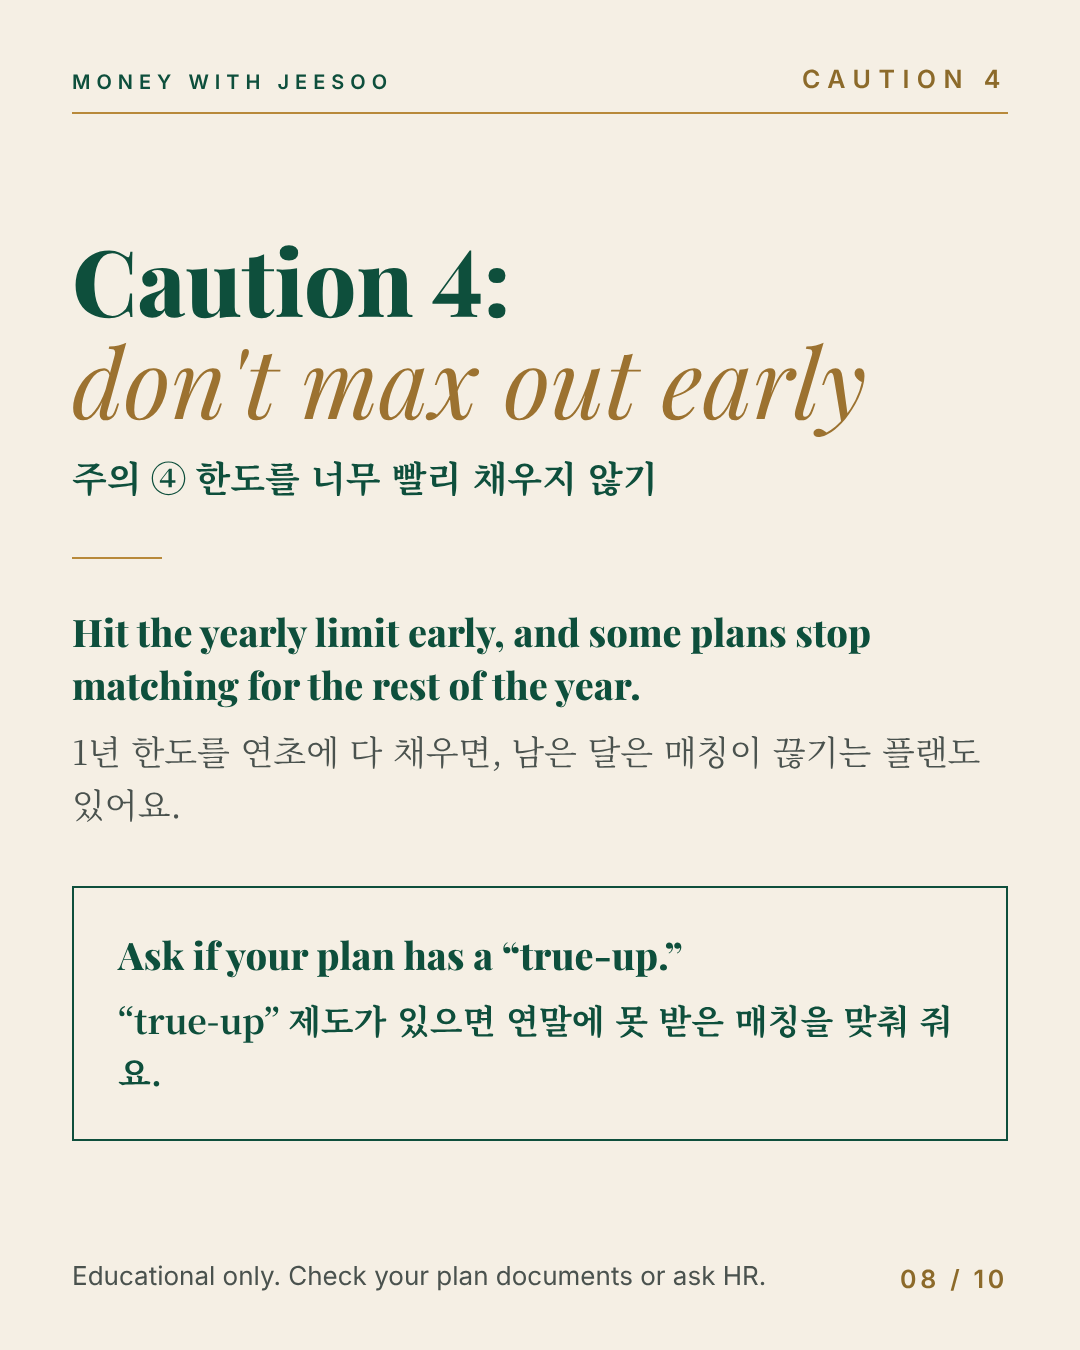 MONEY WITH JEESOO
CAUTION 4
Caution 4:
don't max out early
주의 ④ 한도를 너무 빨리 채우지 않기
Hit the yearly limit early, and some plans stop
matching for the rest of the year.
1년 한도를 연초에 다 채우면, 남은 달은 매칭이 끊기는 플랜도
있어요.
Ask if your plan has a “true-up.”
“true-up” 제도가 있으면 연말에 못 받은 매칭을 맞춰 줘
요.
Educational only. Check your plan documents or ask HR.
08 / 10